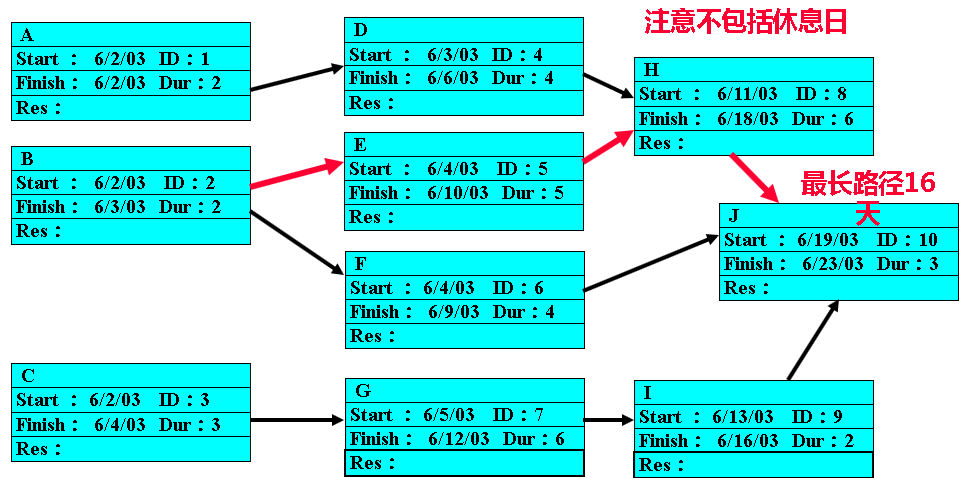 注意不包括休息日
A
Start ： 6/2/03 ID：1
Finish： 6/2/03 Dur：2
Res：
D
Start ： 6/3/03 ID：4
Finish： 6/6/03 Dur：4
Res：
H
Start ： 6/11/03 ID：8
Finish： 6/18/03 Dur：6
Res：
B
Start ： 6/2/03 ID：2
Finish： 6/3/03 Dur：2
Res：
E
Start ： 6/4/03 ID：5
Finish： 6/10/03 Dur：5
Res：
最长路径16
天
J
Start ： 6/19/03 ID：10
Finish： 6/23/03 Dur：3
Res：
F
Start ： 6/4/03 ID：6
Finish： 6/9/03 Dur：4
Res：
C
Start ： 6/2/03 ID：3
Finish： 6/4/03 Dur：3
Res：
G
Start ： 6/5/03 ID：7
Finish： 6/12/03 Dur：6
Res：
I
Start ： 6/13/03 ID：9
Finish： 6/16/03 Dur：2
Res：